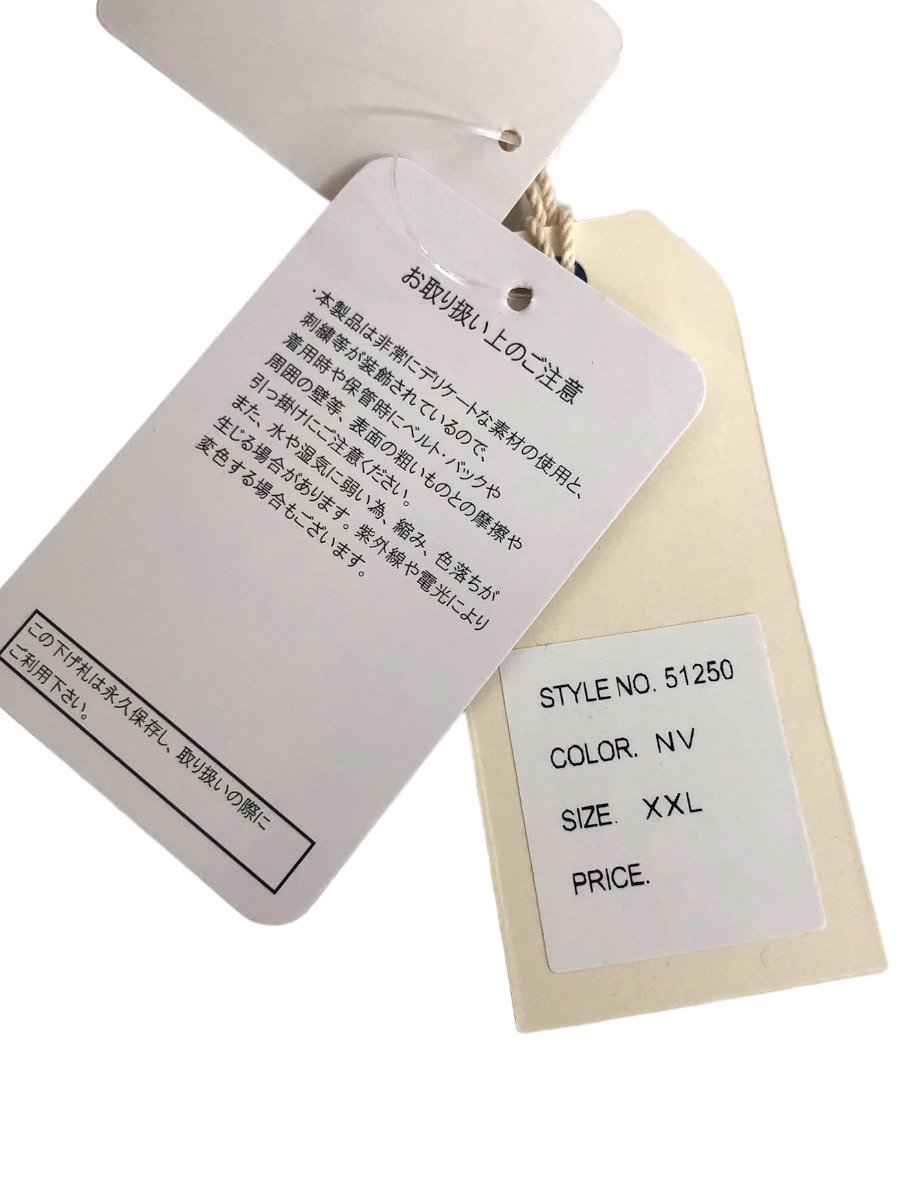 お取り扱い上のご注意
・本製品は非常にデリケートな素材の使用と、
刺繍等が装飾されているので、
着用時や保管時にベルト・バックや
周囲の壁等、表面の粗いものとの摩擦や
引っ掛けにご注意ください。
また、水や湿気に弱い為、縮み、色落ちが
生じる場合があります。紫外線や電光により
変色する場合もございます。
この下げ札は永久保存し、取り扱いの際に
ご利用下さい。
STYLE NO. 51250
COLOR. NV
SIZE. XXL
PRICE.